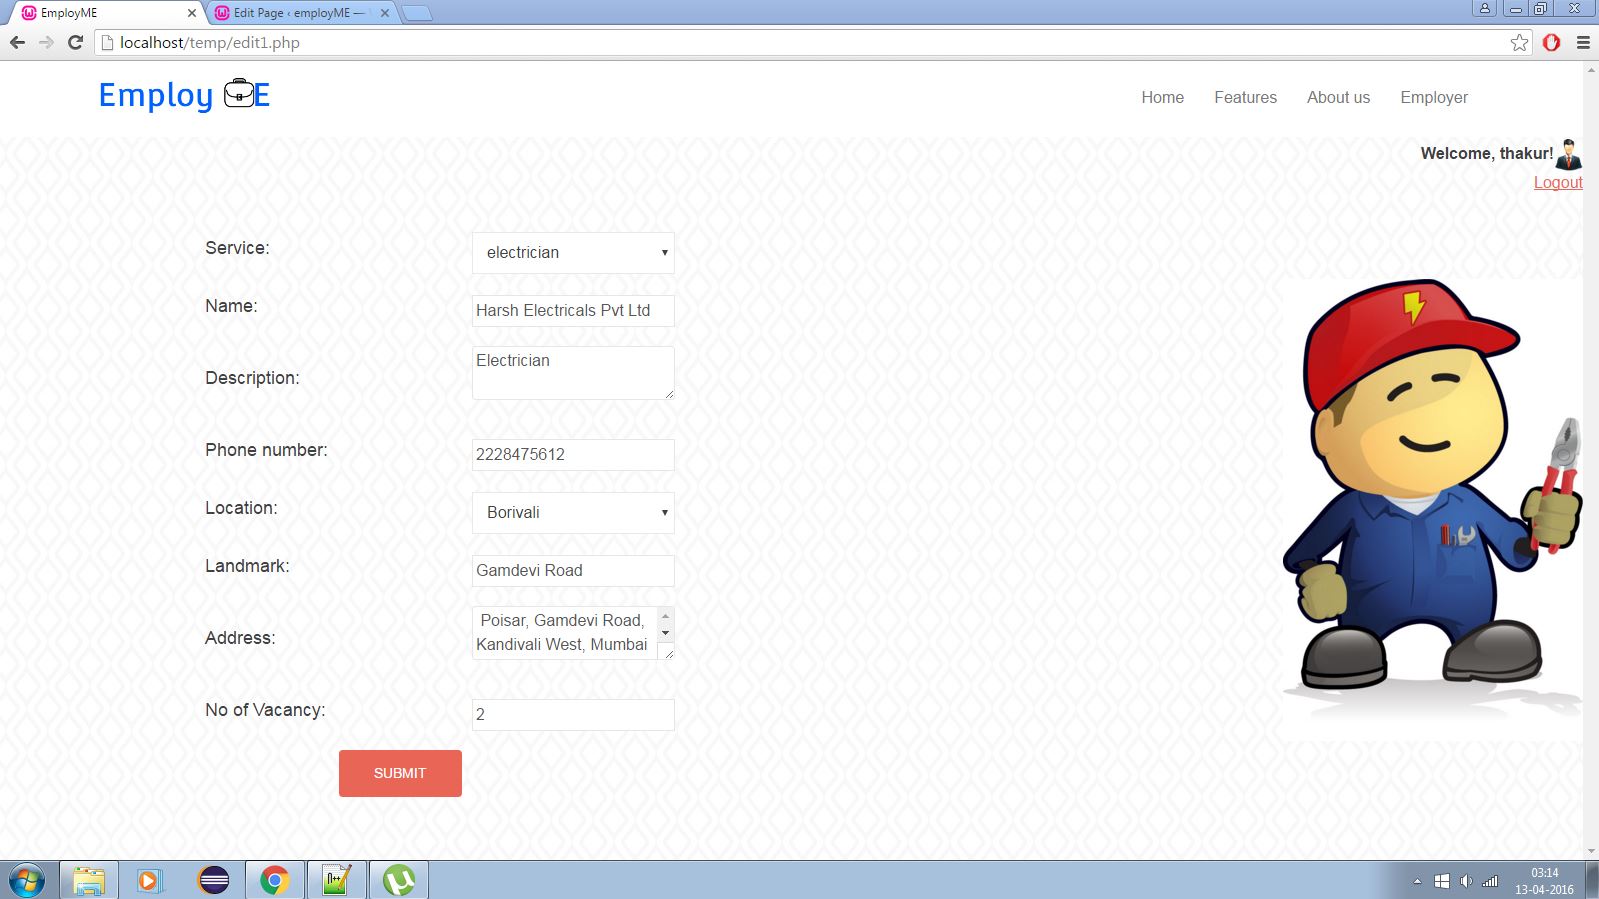 EmployME
Edit Page ‹ employME —
localhost/temp/edit1.php
Employ E
Home Features About us Employer
Welcome, thakur!
Logout
Service: electrician
Name: Harsh Electricals Pvt Ltd
Description: Electrician
Phone number: 2228475612
Location: Borivali
Landmark: Gamdevi Road
Address: Poisar, Gamdevi Road,
Kandivali West, Mumbai
No of Vacancy: 2
SUBMIT
03:14
13-04-2016